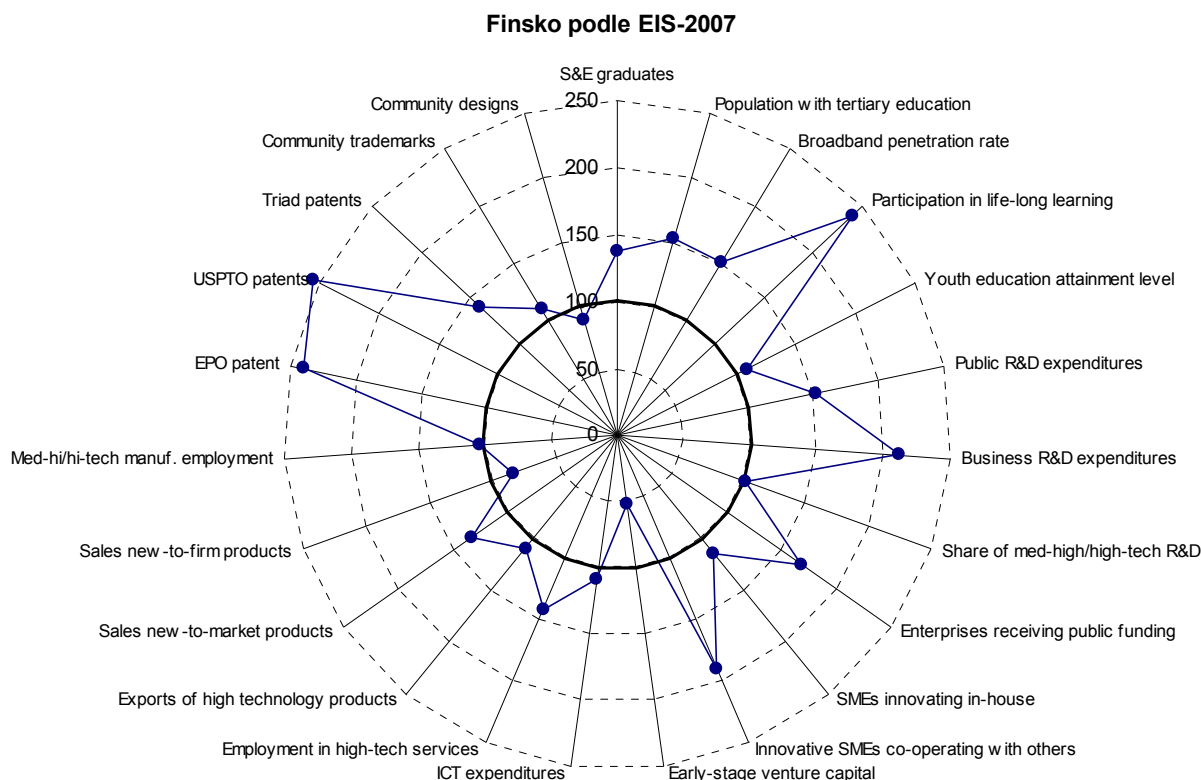 Finsko podle EIS-2007
S&E graduates
Population with tertiary education
Broadband penetration rate
Participation in life-long learning
Youth education attainment level
Public R&D expenditures
Business R&D expenditures
Share of med-high/high-tech R&D
Enterprises receiving public funding
SMEs innovating in-house
Innovative SMEs co-operating with others
Early-stage venture capital
ICT expenditures
Employment in high-tech services
Exports of high technology products
Sales new-to-market products
Sales new-to-firm products
Med-hi/hi-tech manuf. employment
EPO patent
USPTO patents
Triad patents
Community trademarks
Community designs
250
200
150
100
50
0